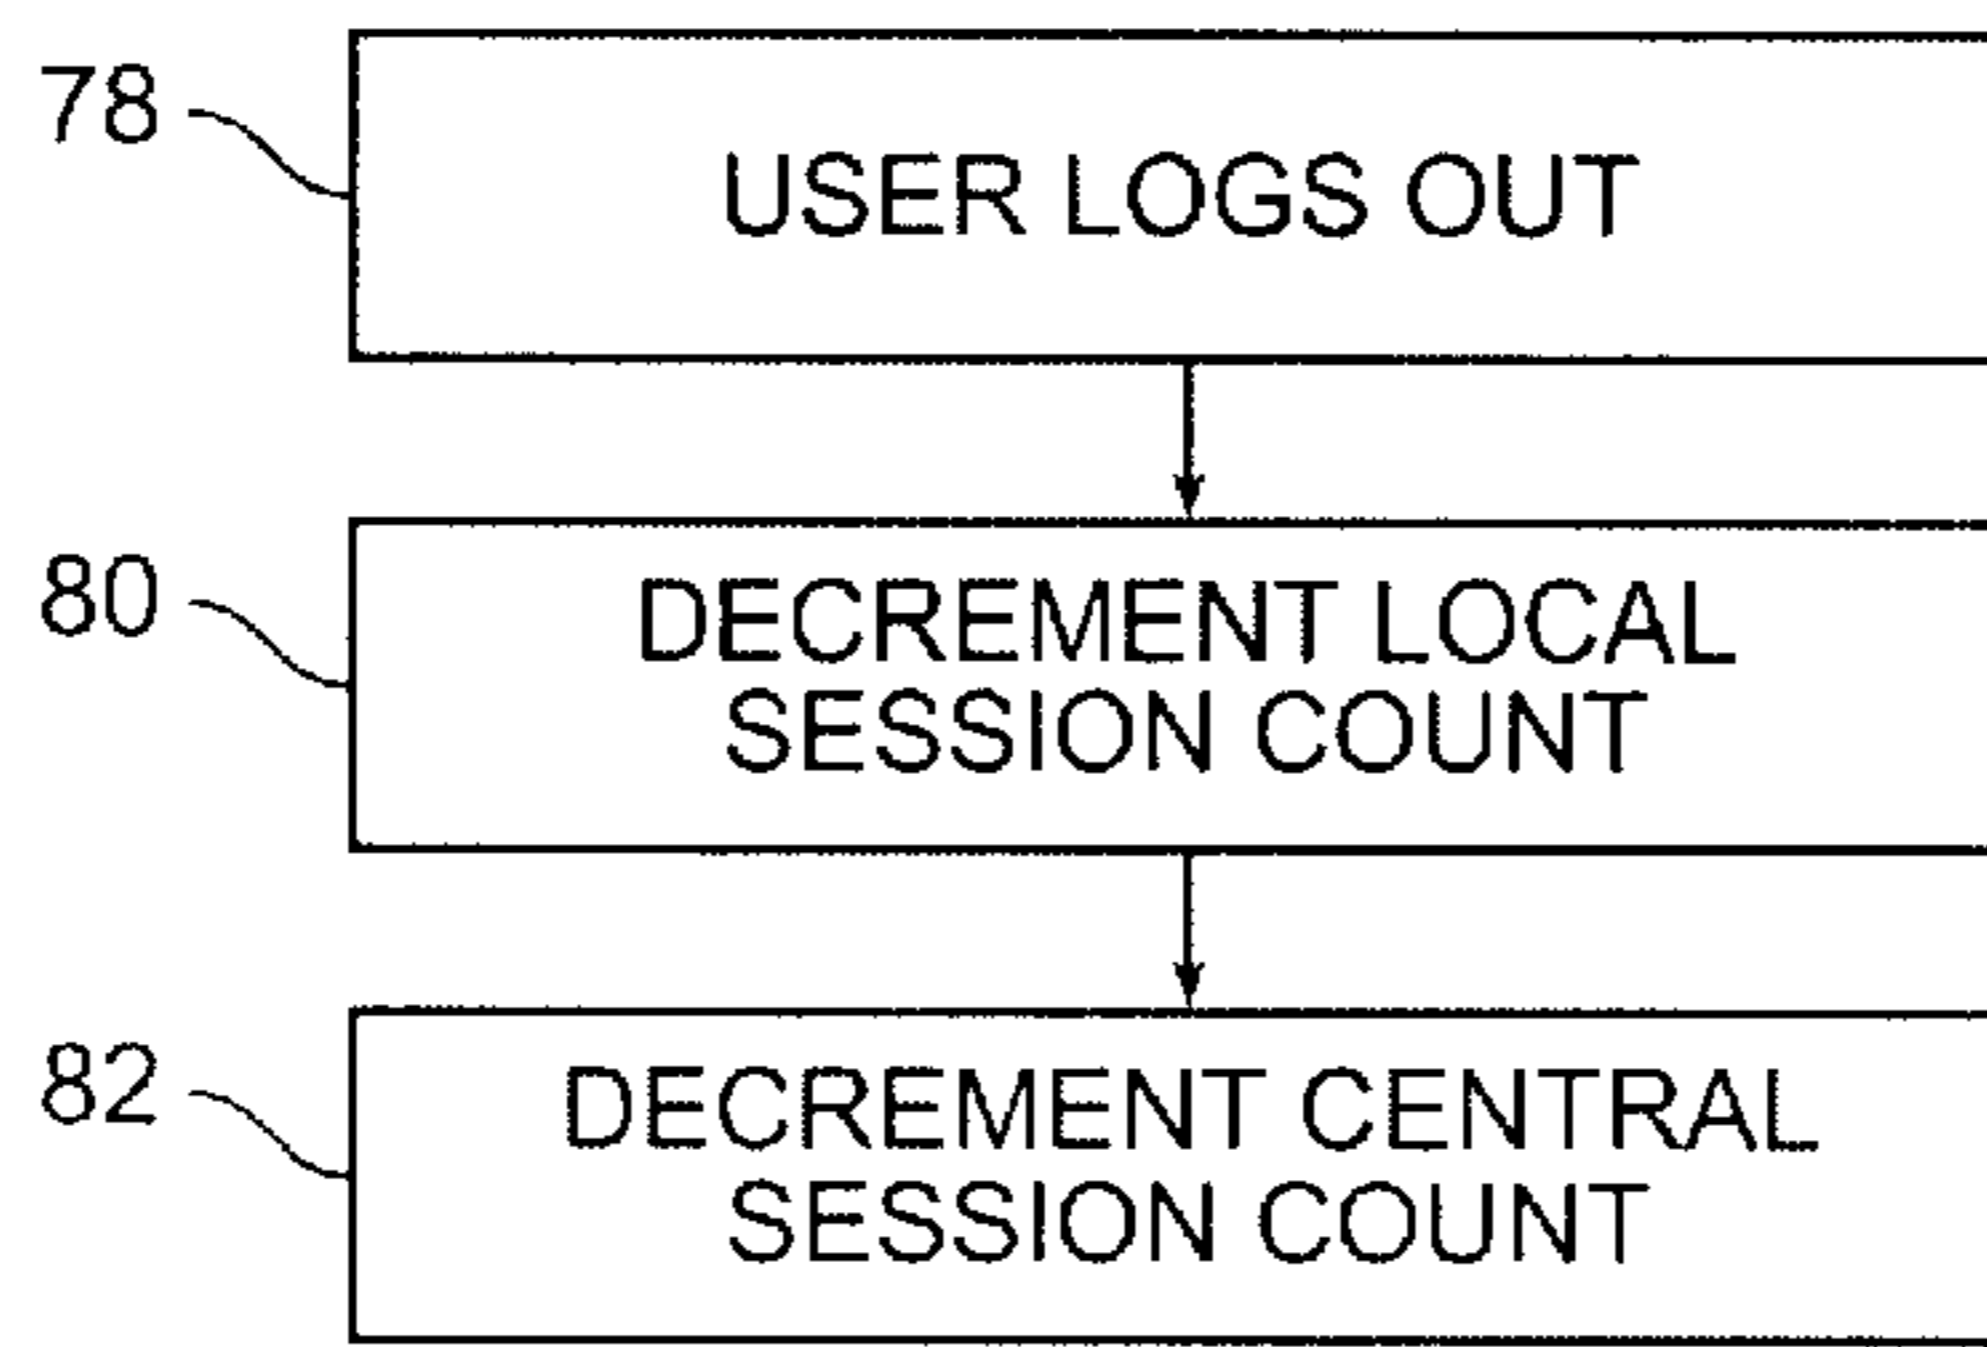 78
USER LOGS OUT
80
DECREMENT LOCAL
SESSION COUNT
82
DECREMENT CENTRAL
SESSION COUNT